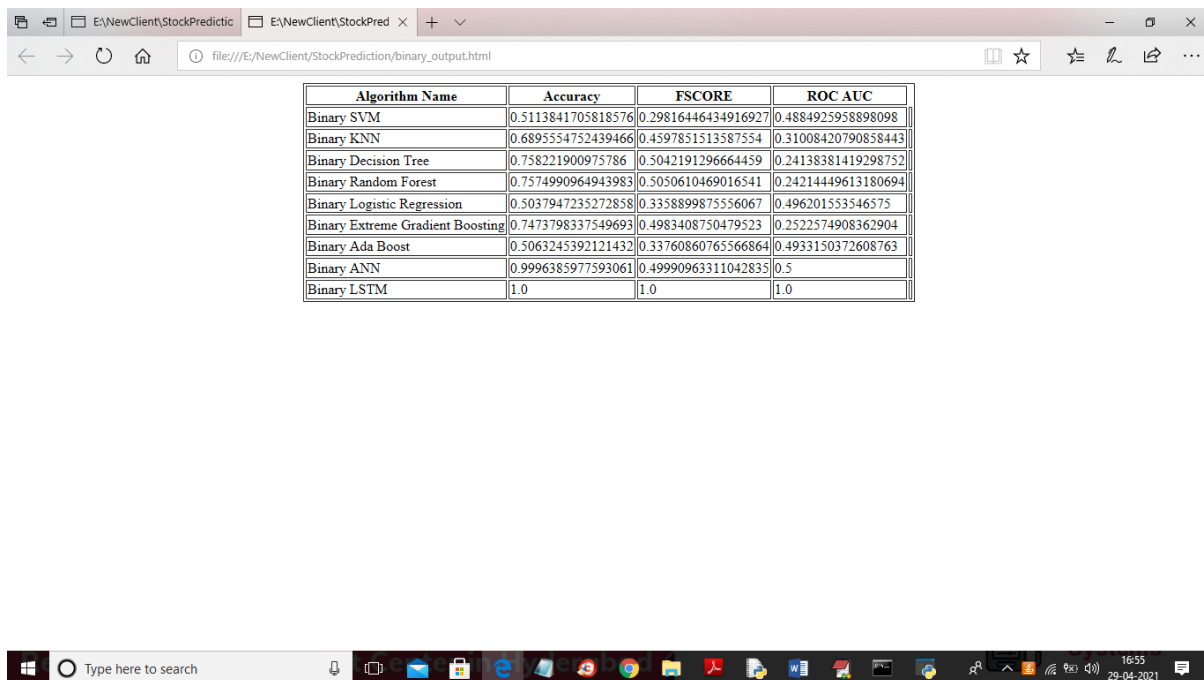 E:\NewClient\StockPredictic
E:\NewClient\StockPred
file:///E:/NewClient/StockPrediction/binary_output.html
Algorithm Name Accuracy FSCORE ROC AUC
Binary SVM 0.5113841705818576 0.29816446434916927 0.4884925958898098
Binary KNN 0.6895554752439466 0.4597851513587554 0.31008420790858443
Binary Decision Tree 0.758221900975786 0.5042191296664459 0.24138381419298752
Binary Random Forest 0.7574990964943983 0.5050610469016541 0.24214449613180694
Binary Logistic Regression 0.5037947235272858 0.3358899875556067 0.496201553546575
Binary Extreme Gradient Boosting 0.7473798337549693 0.4983408750479523 0.2522574908362904
Binary Ada Boost 0.5063245392121432 0.33760860765566864 0.4933150372608763
Binary ANN 0.9996385977593061 0.49990963311042835 0.5
Binary LSTM 1.0 1.0 1.0
Type here to search
16:55
29-04-2021